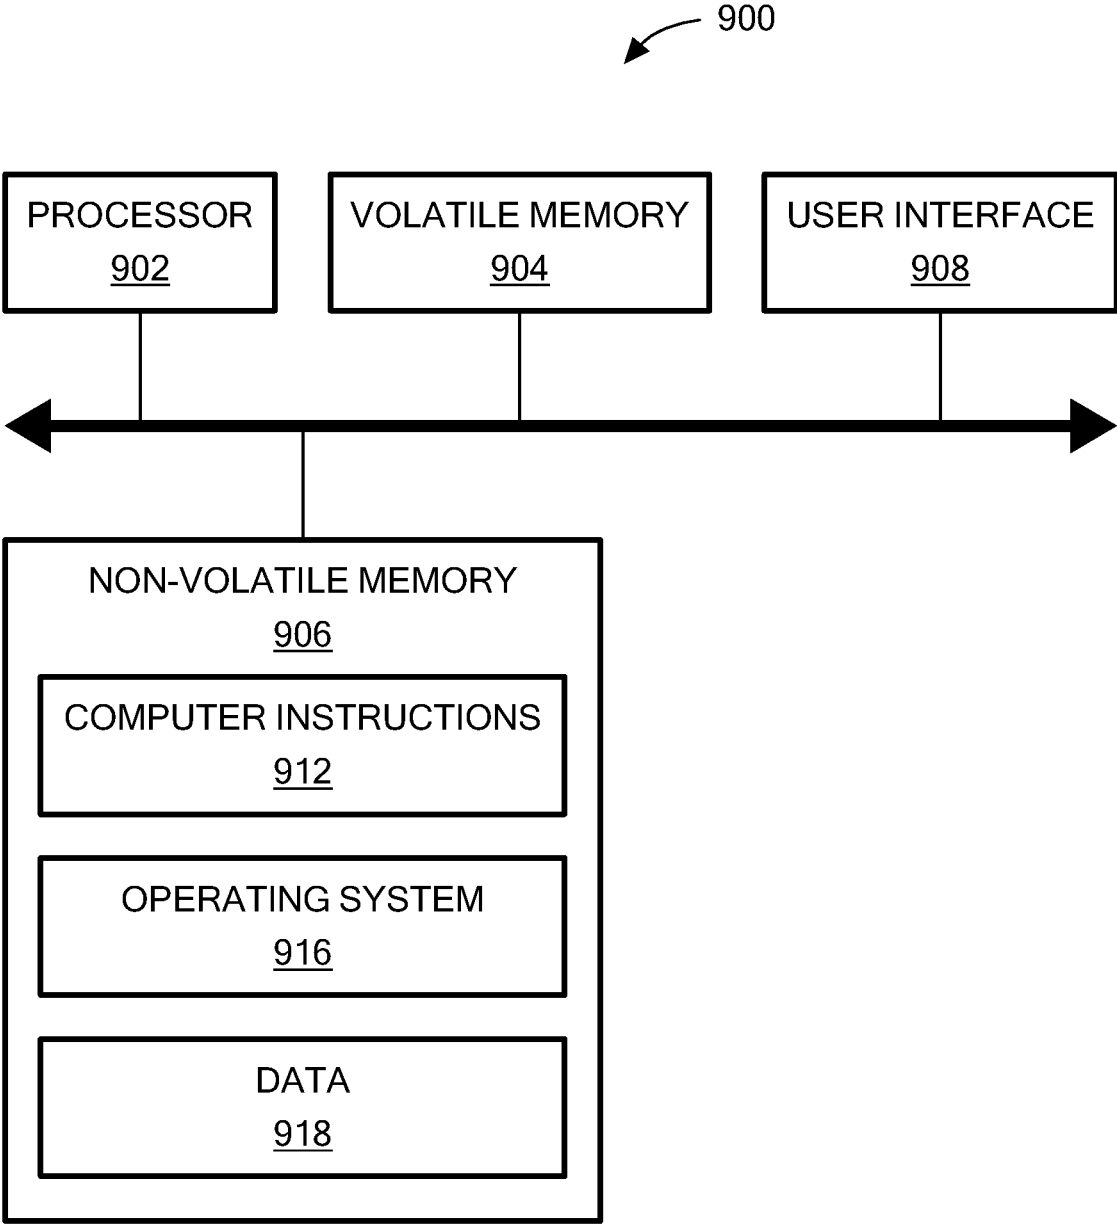 900
PROCESSOR
902
VOLATILE MEMORY
904
USER INTERFACE
908
NON-VOLATILE MEMORY
906
COMPUTER INSTRUCTIONS
912
OPERATING SYSTEM
916
DATA
918